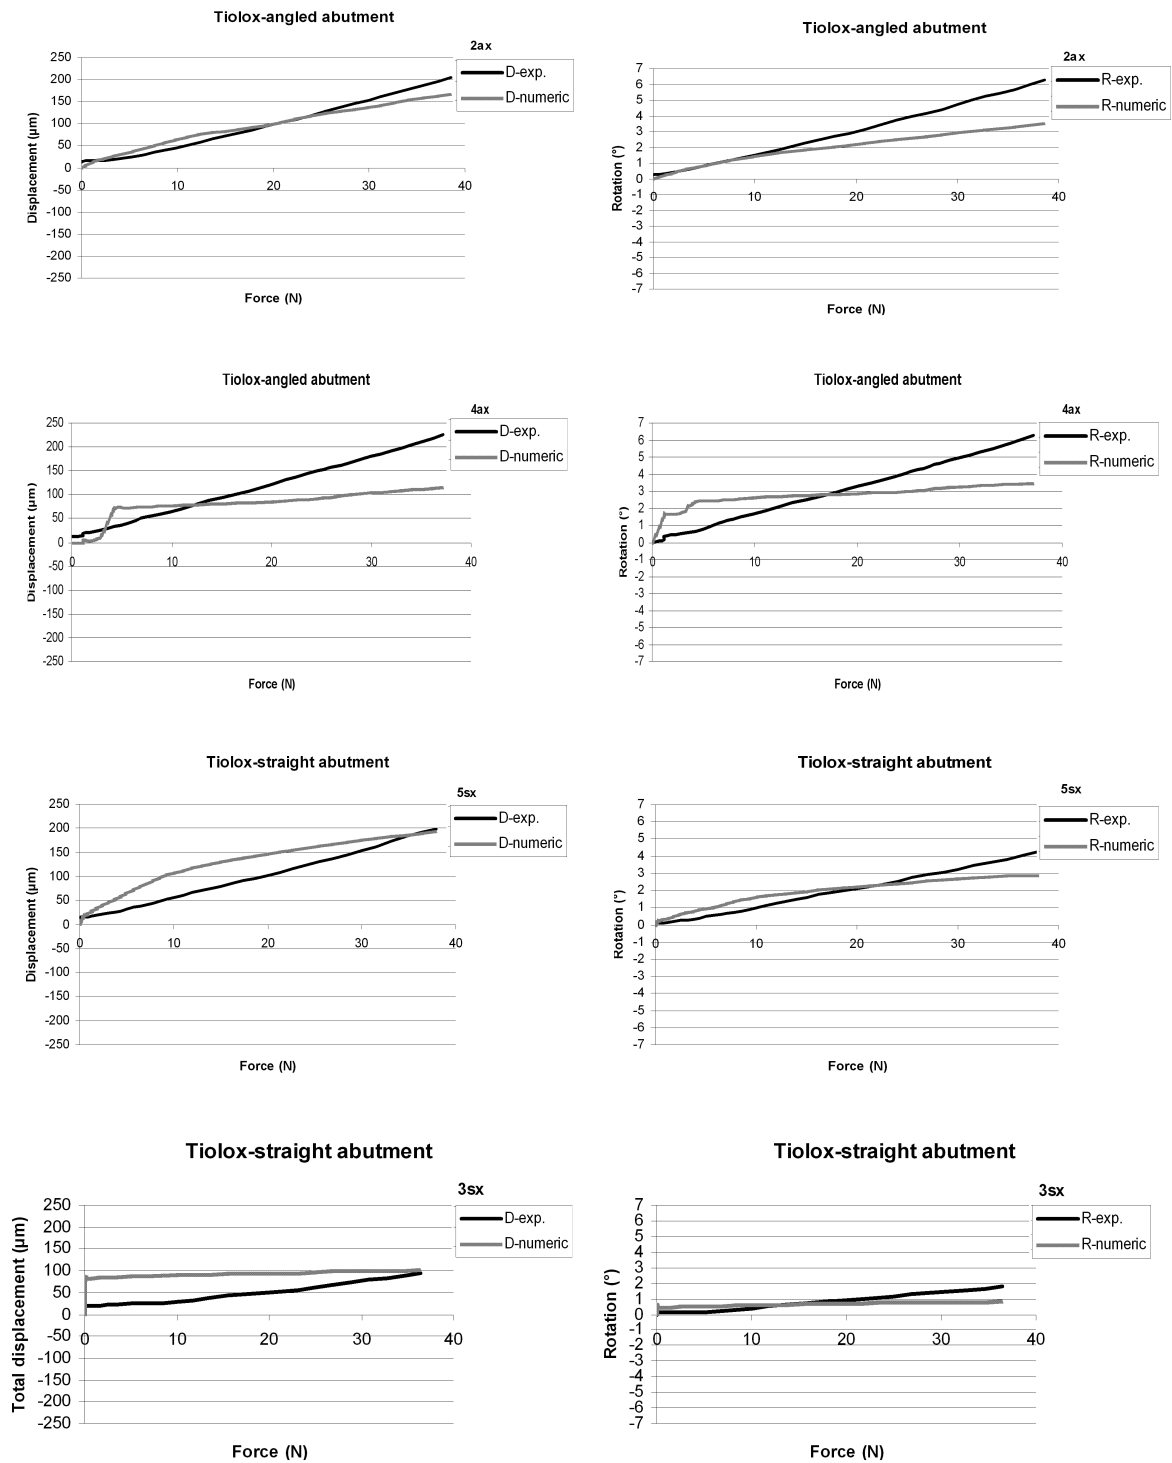 Tiolox-angled abutment
2ax
D-exp.
D-numeric
250
200
150
100
50
0
-50
-100
-150
-200
-250
0 10 20 30 40
Displacement (µm)
Force (N)
Tiolox-angled abutment
2ax
R-exp.
R-numeric
7
6
5
4
3
2
1
0
-1
-2
-3
-4
-5
-6
-7
0 10 20 30 40
Rotation (°)
Force (N)
Tiolox-angled abutment
4ax
D-exp.
D-numeric
250
200
150
100
50
0
-50
-100
-150
-200
-250
0 10 20 30 40
Displacement (µm)
Force (N)
Tiolox-angled abutment
4ax
R-exp.
R-numeric
7
6
5
4
3
2
1
0
-1
-2
-3
-4
-5
-6
-7
0 10 20 30 40
Rotation (°)
Force (N)
Tiolox-straight abutment
5sx
D-exp.
D-numeric
250
200
150
100
50
0
-50
-100
-150
-200
-250
0 10 20 30 40
Displacement (µm)
Force (N)
Tiolox-straight abutment
5sx
R-exp.
R-numeric
7
6
5
4
3
2
1
0
-1
-2
-3
-4
-5
-6
-7
0 10 20 30 40
Rotation (°)
Force (N)
Tiolox-straight abutment
3sx
D-exp.
D-numeric
250
200
150
100
50
0
-50
-100
-150
-200
-250
0 10 20 30 40
Total displacement (µm)
Force (N)
Tiolox-straight abutment
3sx
R-exp.
R-numeric
7
6
5
4
3
2
1
0
-1
-2
-3
-4
-5
-6
-7
0 10 20 30 40
Rotation (°)
Force (N)